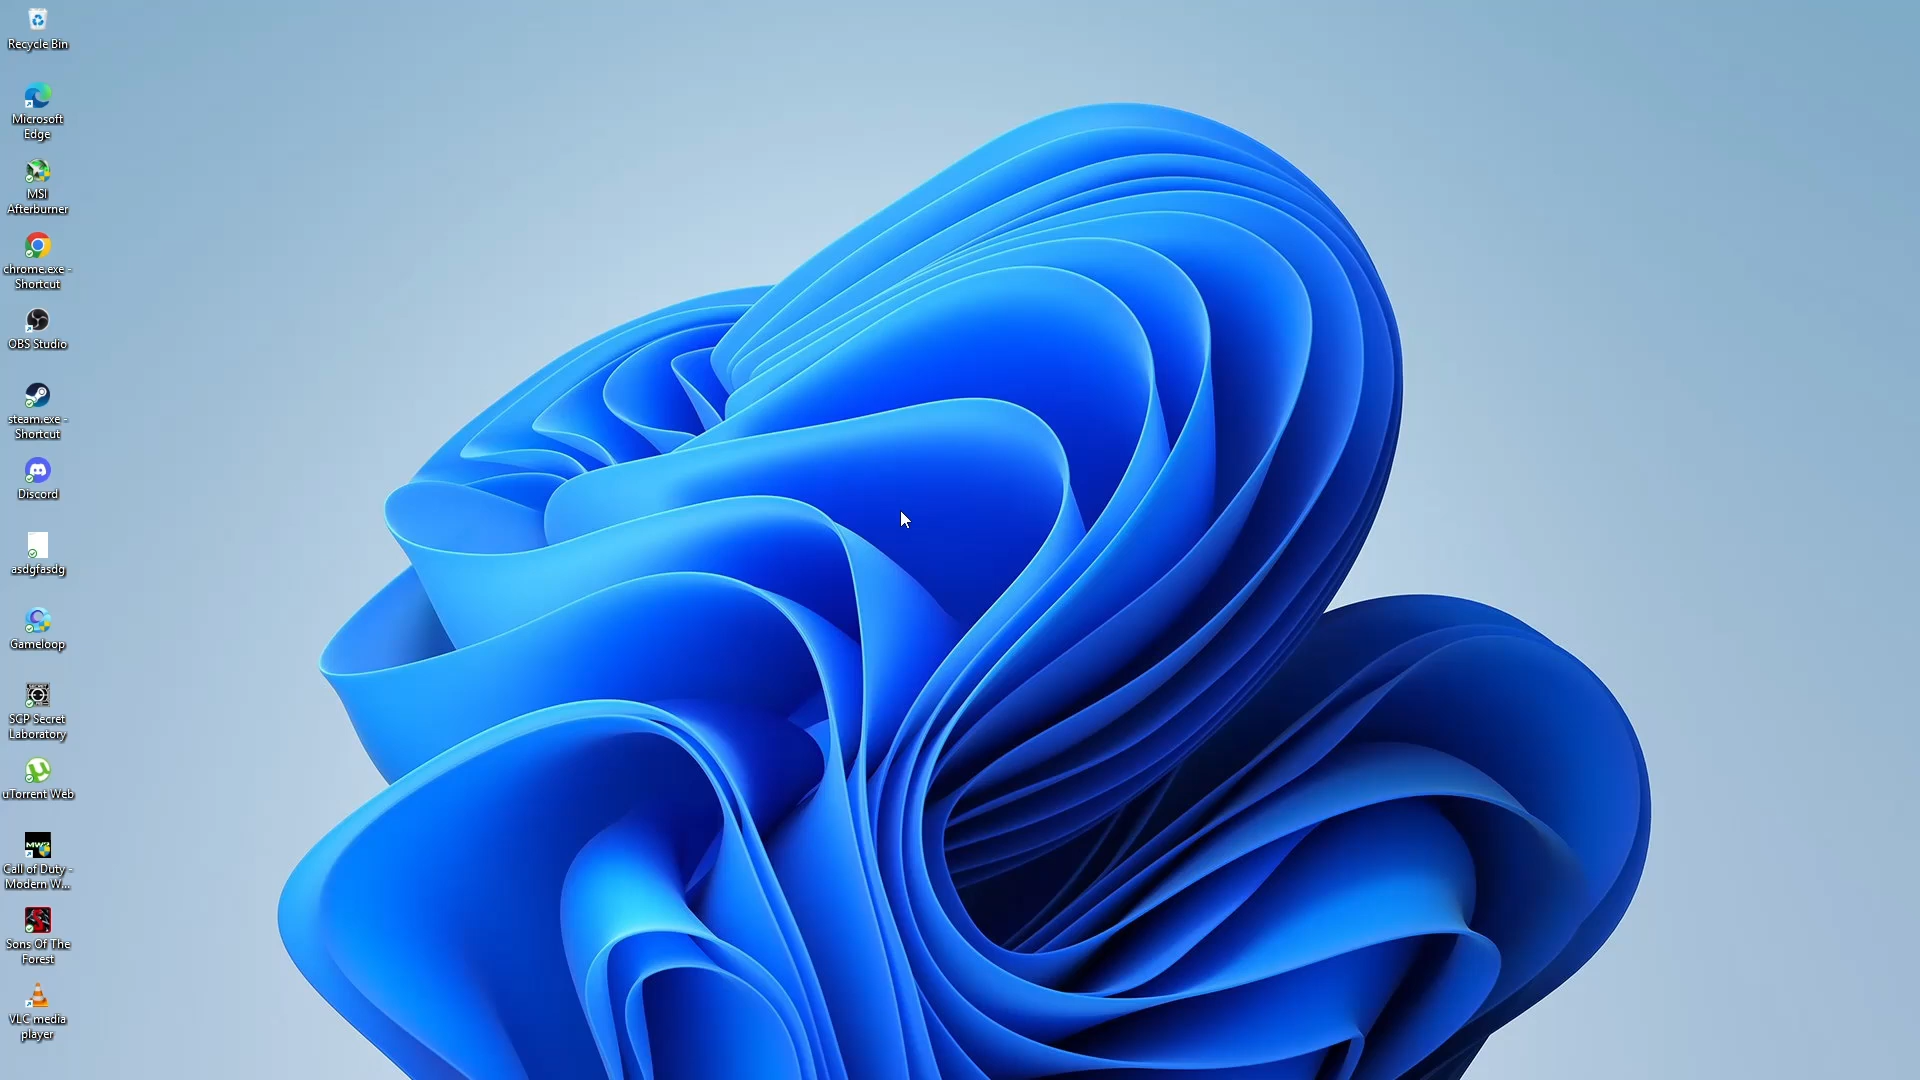 Recycle Bin
Microsoft
Edge
MSI
Afterburner
chrome.exe -
Shortcut
OBS Studio
steam.exe -
Shortcut
Discord
asdgfasdg
Gameloop
SCP Secret
Laboratory
uTorrent Web
Call of Duty -
Modern W...
Sons Of The
Forest
VLC media
player